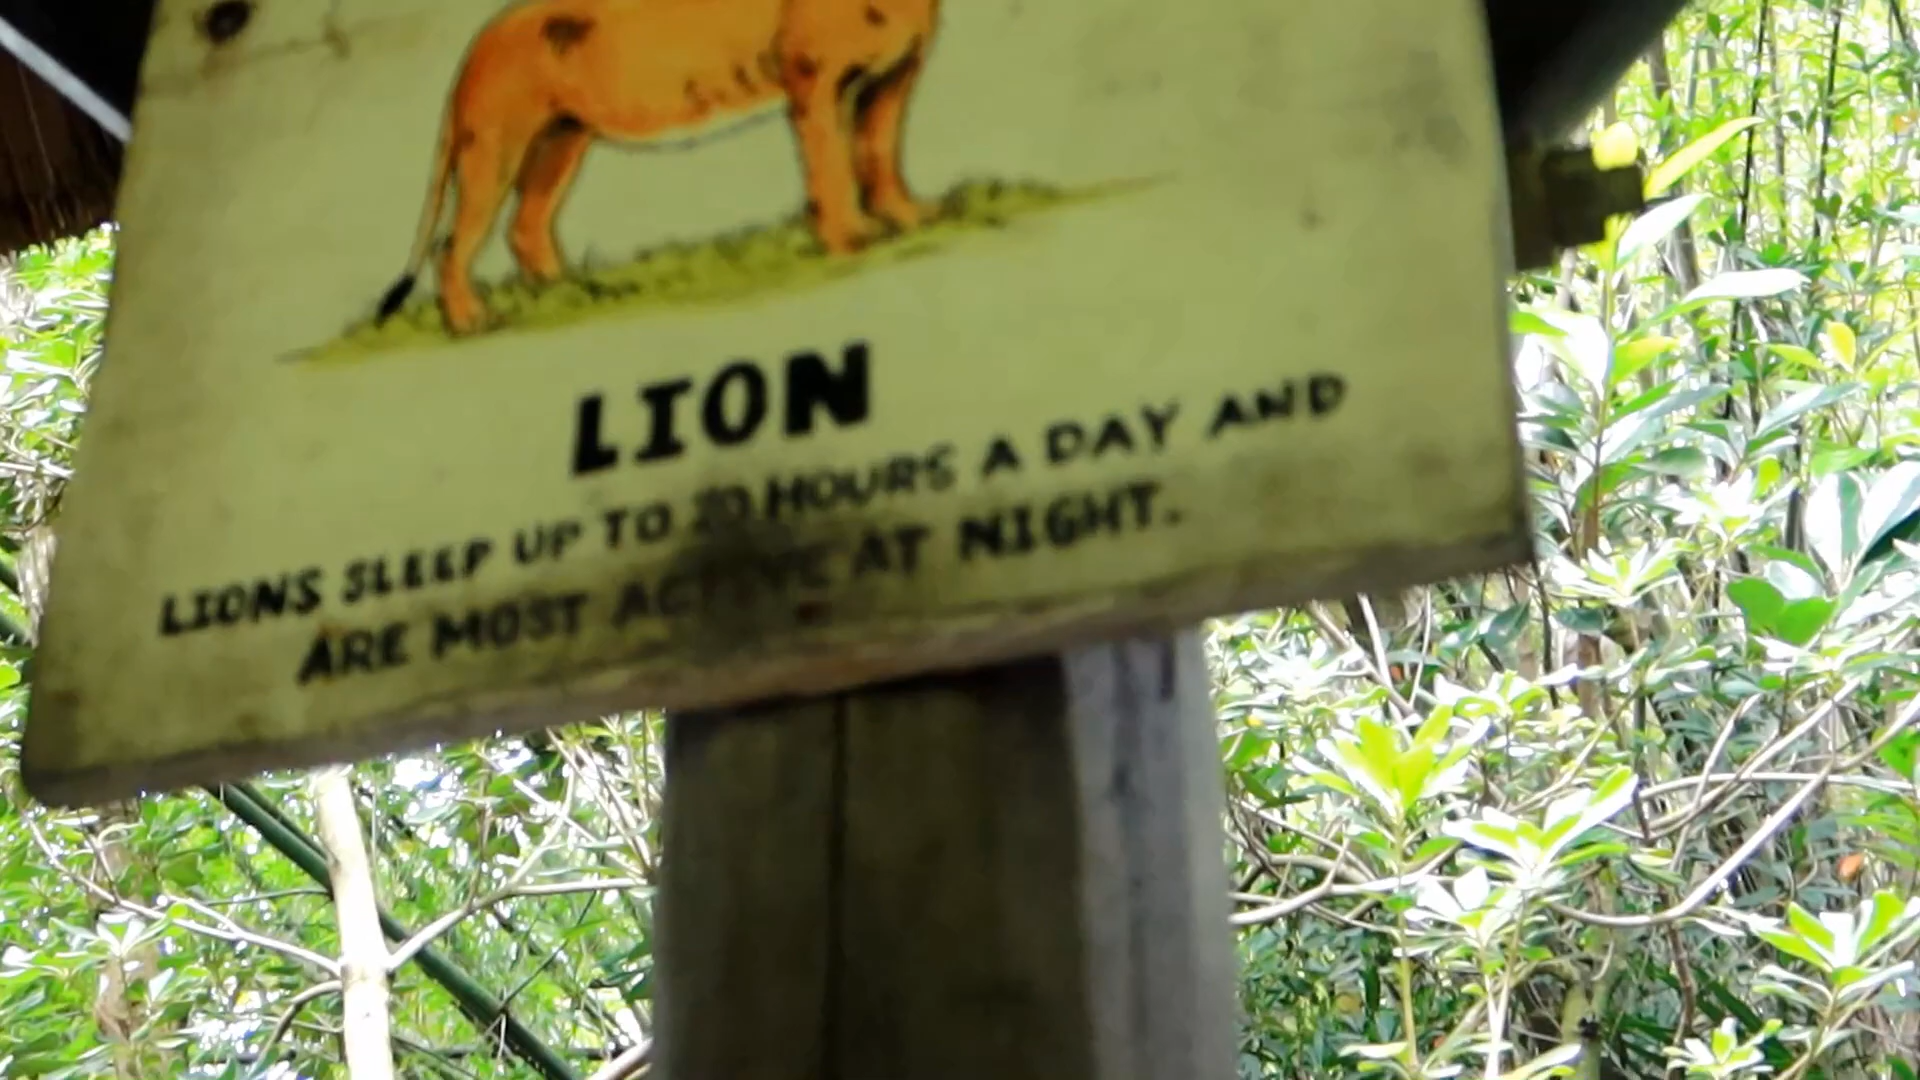 LION
LIONS SLEEP UP TO 20 HOURS A DAY AND
ARE MOST ACTIVE AT NIGHT.